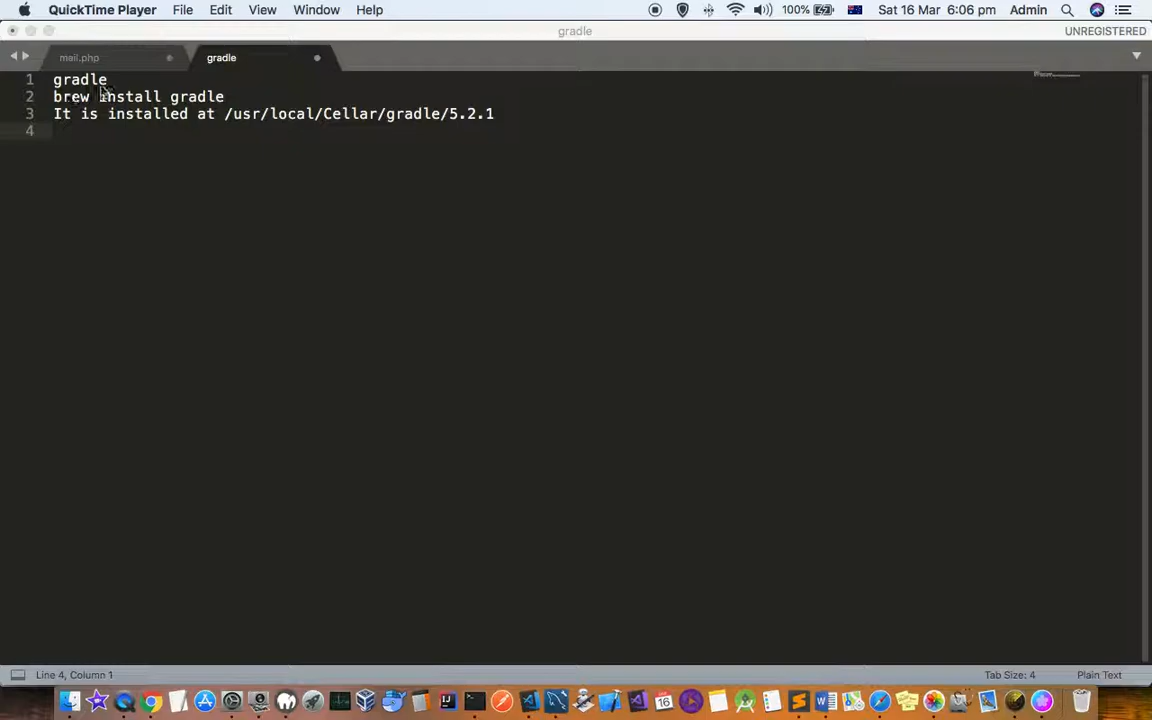 QuickTime Player File Edit View Window Help 100% Sat 16 Mar 6:06 pm Admin
gradle UNREGISTERED
mail.php gradle
1 gradle
2 brew install gradle
3 It is installed at /usr/local/Cellar/gradle/5.2.1
4
Line 4, Column 1 Tab Size: 4 Plain Text